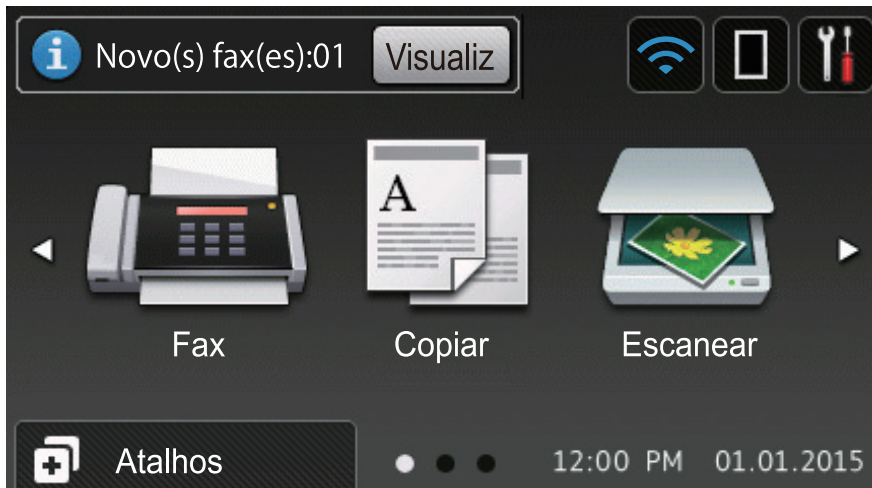 Novo(s) fax(es):01 Visualiz
A
Fax Copiar Escanear
Atalhos 12:00 PM 01.01.2015